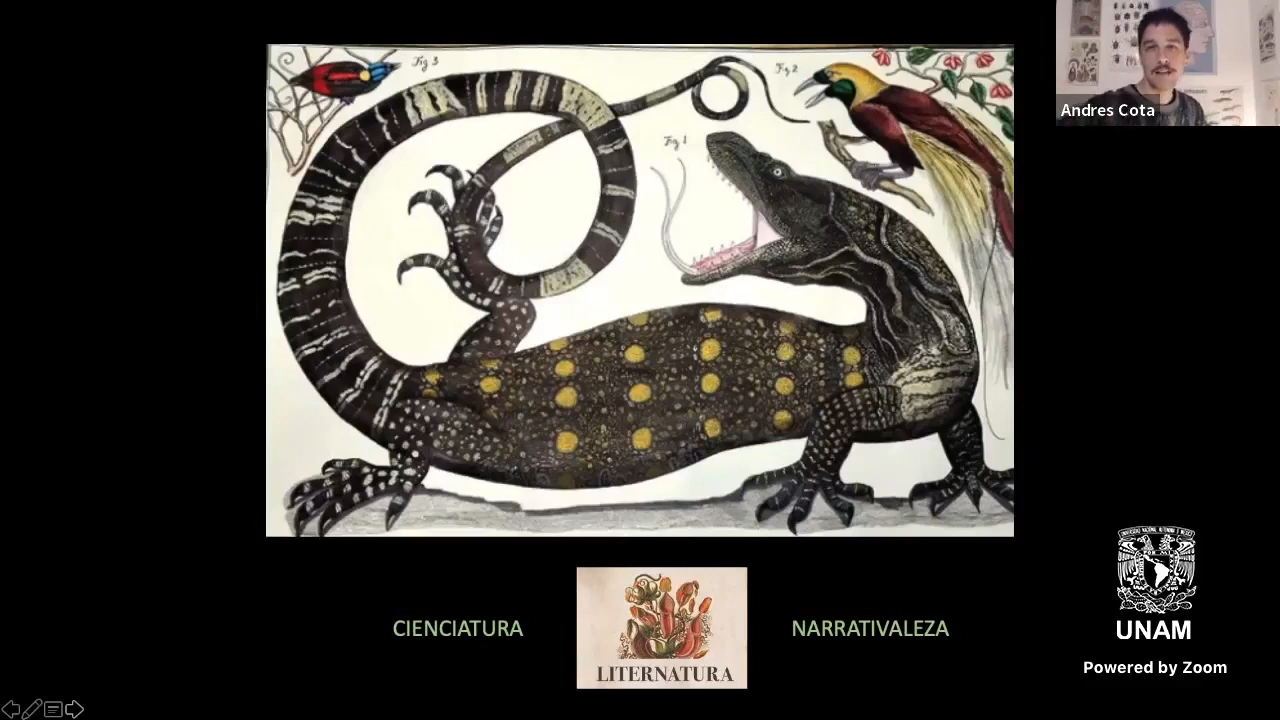 Fig 3
Fig 2
Fig 1
Andres Cota
CIENCIATURA
LITERNATURA
NARRATIVALEZA
UNAM
Powered by Zoom